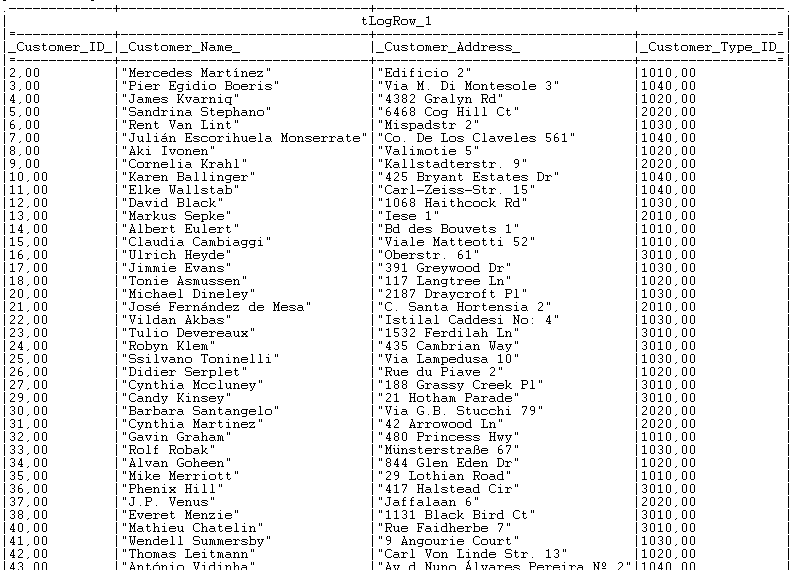 tLogRow_1
_Customer_ID_|_Customer_Name_|_Customer_Address_|_Customer_Type_ID_
2,00|"Mercedes Martínez"|"Edificio 2"|1010,00
3,00|"Pier Egidio Boeris"|"Via M. Di Montesole 3"|1040,00
4,00|"James Kvarniq"|"4382 Gralyn Rd"|1020,00
5,00|"Sandrina Stephano"|"6468 Cog Hill Ct"|2020,00
6,00|"Rent Van Lint"|"Mispadstr 2"|1030,00
7,00|"Julián Escorihuela Monserrate"|"Co. De Los Claveles 561"|1040,00
8,00|"Aki Ivonen"|"Valimotie 5"|1020,00
9,00|"Cornelia Krahl"|"Kallstadterstr. 9"|2020,00
10,00|"Karen Ballinger"|"425 Bryant Estates Dr"|1040,00
11,00|"Elke Wallstab"|"Carl-Zeiss-Str. 15"|1040,00
12,00|"David Black"|"1068 Haithcock Rd"|1030,00
13,00|"Markus Sepke"|"Iese 1"|2010,00
14,00|"Albert Eulert"|"Bd des Bouvets 1"|1010,00
15,00|"Claudia Cambiaggi"|"Viale Matteotti 52"|1010,00
16,00|"Ulrich Heyde"|"Oberstr. 61"|3010,00
17,00|"Jimmie Evans"|"391 Greywood Dr"|1030,00
18,00|"Tonie Asmussen"|"117 Langtree Ln"|1020,00
20,00|"Michael Dineley"|"2187 Draycroft Pl"|1030,00
21,00|"José Fernández de Mesa"|"C. Santa Hortensia 2"|2010,00
22,00|"Vildan Akbas"|"Istilal Caddesi No: 4"|1030,00
23,00|"Tulio Devereaux"|"1532 Ferdilah Ln"|3010,00
24,00|"Robyn Klem"|"435 Cambrian Way"|3010,00
25,00|"Ssilvano Toninelli"|"Via Lampedusa 10"|1030,00
26,00|"Didier Serplet"|"Rue du Piave 2"|1020,00
27,00|"Cynthia Mccluney"|"188 Grassy Creek Pl"|3010,00
29,00|"Candy Kinsey"|"21 Hotham Parade"|3010,00
30,00|"Barbara Santangelo"|"Via G.B. Stucchi 79"|2020,00
31,00|"Cynthia Martinez"|"42 Arrowood Ln"|2020,00
32,00|"Gavin Graham"|"480 Princess Hwy"|1010,00
33,00|"Rolf Robak"|"Münsterstraße 67"|1030,00
34,00|"Alvan Goheen"|"844 Glen Eden Dr"|1020,00
35,00|"Mike Merriott"|"29 Lothian Road"|1010,00
36,00|"Phenix Hill"|"417 Halstead Cir"|3010,00
37,00|"J.P. Venus"|"Jaffalaan 6"|2020,00
38,00|"Everet Menzie"|"1131 Black Bird Ct"|3010,00
40,00|"Mathieu Chatelin"|"Rue Faidherbe 7"|3010,00
41,00|"Wendell Summersby"|"9 Angourie Court"|1030,00
42,00|"Thomas Leitmann"|"Carl Von Linde Str. 13"|1020,00
43,00|"António Vidinha"|"Av d Nuno Álvares Pereira Nº 2"|1040,00